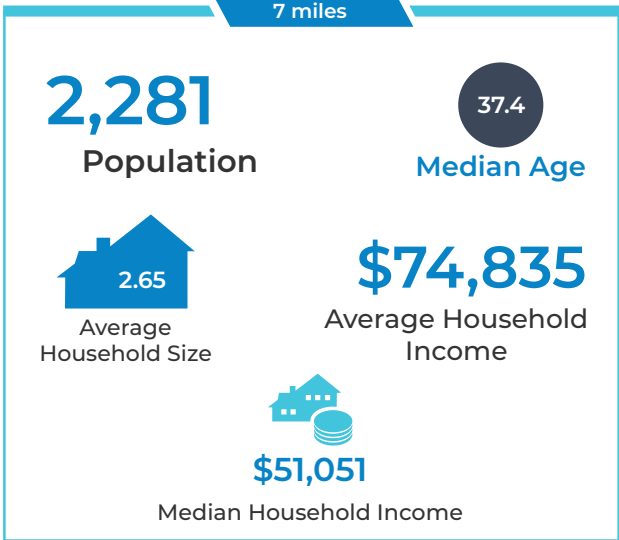 7 miles
2,281
Population
37.4
Median Age
2.65
Average
Household Size
$74,835
Average Household
Income
$51,051
Median Household Income